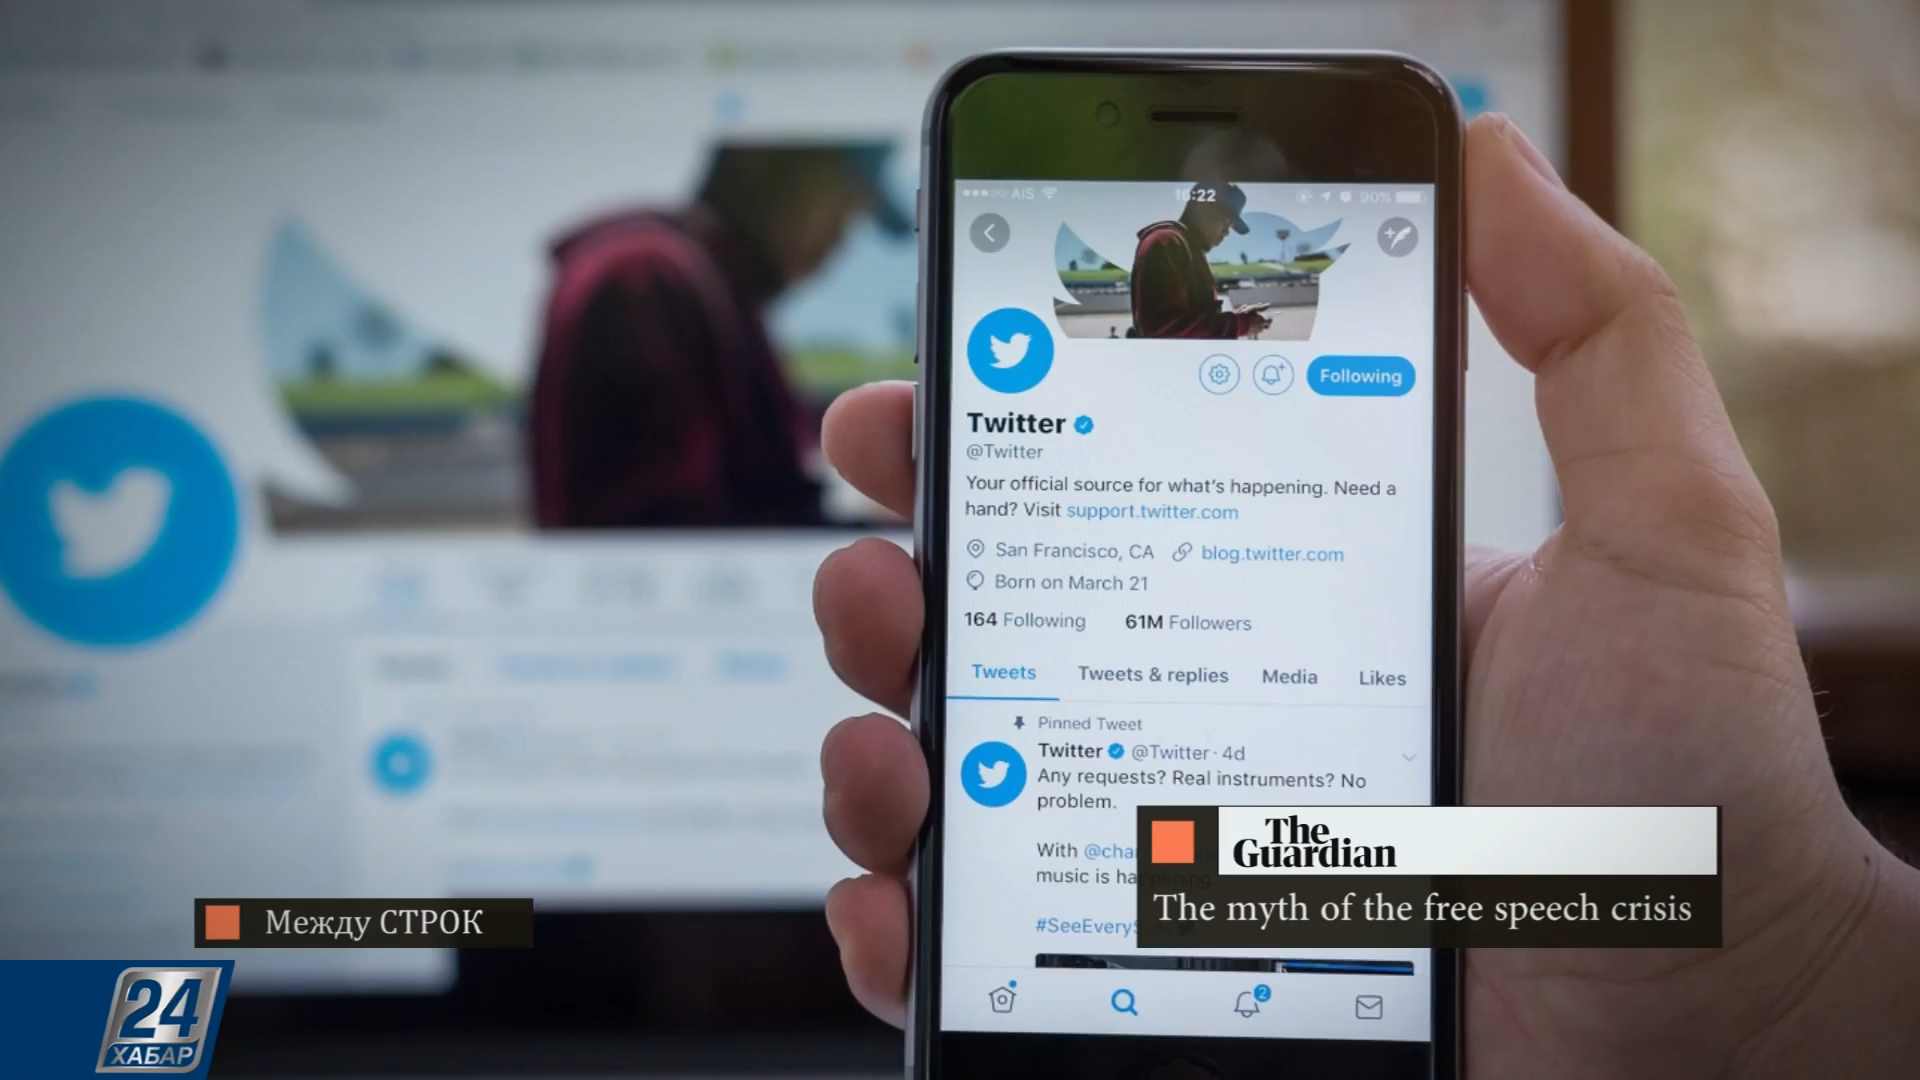 AIS
16:22
90%
Following
Twitter
@Twitter
Your official source for what's happening. Need a
hand? Visit support.twitter.com
San Francisco, CA blog.twitter.com
Born on March 21
164 Following 61M Followers
Tweets Tweets & replies Media Likes
Pinned Tweet
Twitter @Twitter · 4d
Any requests? Real instruments? No
problem.
With
music is happening
2
The
Guardian
The myth of the free speech crisis
Между СТРОК
24
ХАБАР